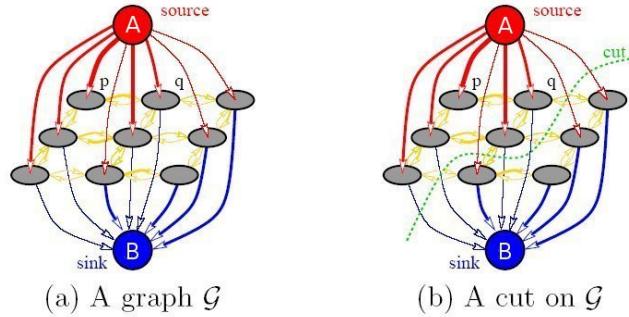 A
source
p
q
B
sink
(a) A graph 𝒢
A
source
cut
p
q
B
sink
(b) A cut on 𝒢